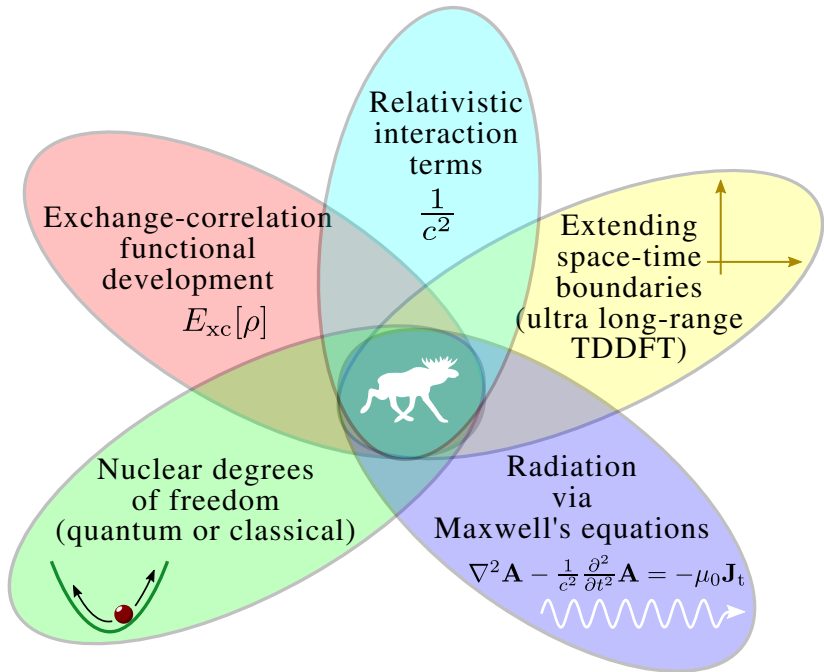 Relativistic
interaction
terms
1/c²
Exchange-correlation
functional
development
E_xc[ρ]
Extending
space-time
boundaries
(ultra long-range
TDDFT)
Nuclear degrees
of freedom
(quantum or classical)
Radiation
via
Maxwell's equations
∇²A − 1/c² ∂²/∂t² A = −μ₀J_t